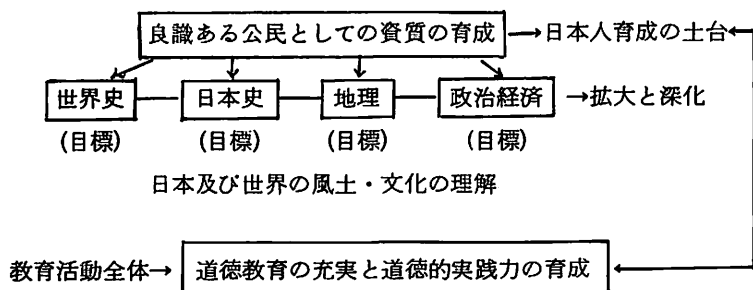 良識ある公民としての資質の育成→日本人育成の土台
世界史 日本史 地理 政治経済 →拡大と深化
(目標) (目標) (目標) (目標)
日本及び世界の風土・文化の理解
教育活動全体→ 道徳教育の充実と道徳的実践力の育成